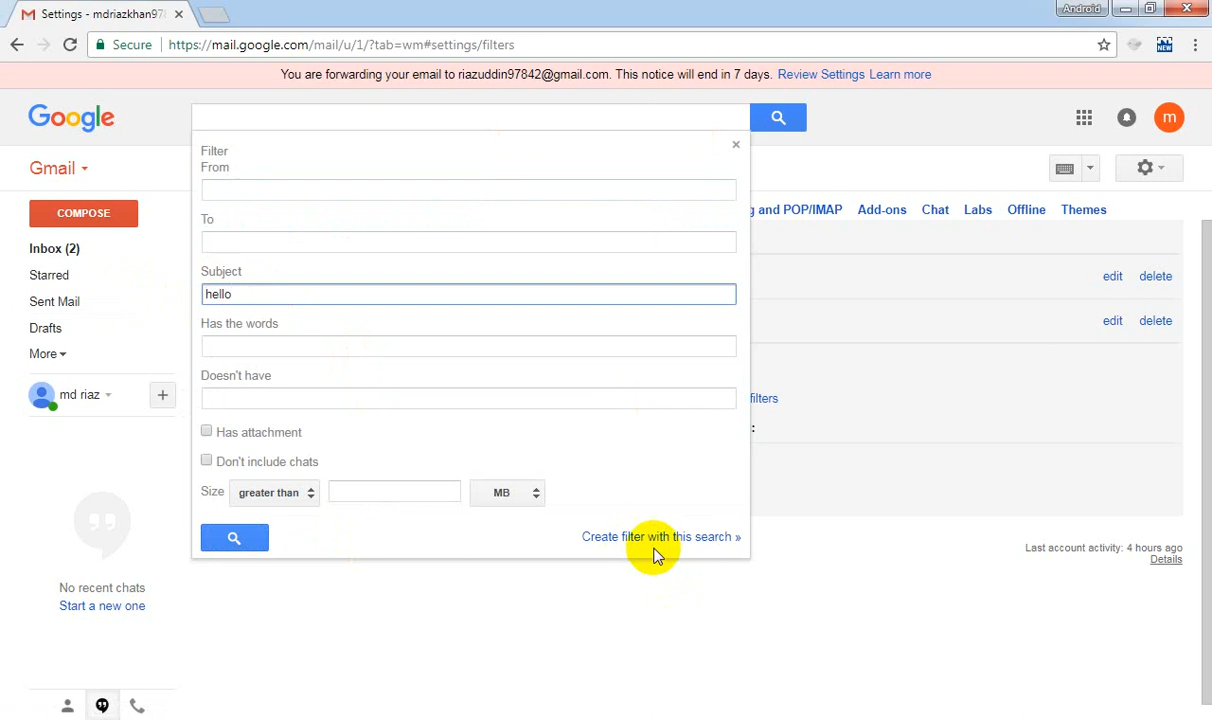 Settings - mdriazkhan97
Android
Secure
https://mail.google.com/mail/u/1/?tab=wm#settings/filters
NEW
You are forwarding your email to riazuddin97842@gmail.com. This notice will end in 7 days. Review Settings Learn more
Google
m
Gmail
COMPOSE
Inbox (2)
Starred
Sent Mail
Drafts
More
md riaz
No recent chats
Start a new one
Filter
From
To
Subject
hello
Has the words
Doesn't have
Has attachment
Don't include chats
Size greater than MB
Create filter with this search »
g and POP/IMAP Add-ons Chat Labs Offline Themes
edit delete
edit delete
filters
:
Last account activity: 4 hours ago
Details